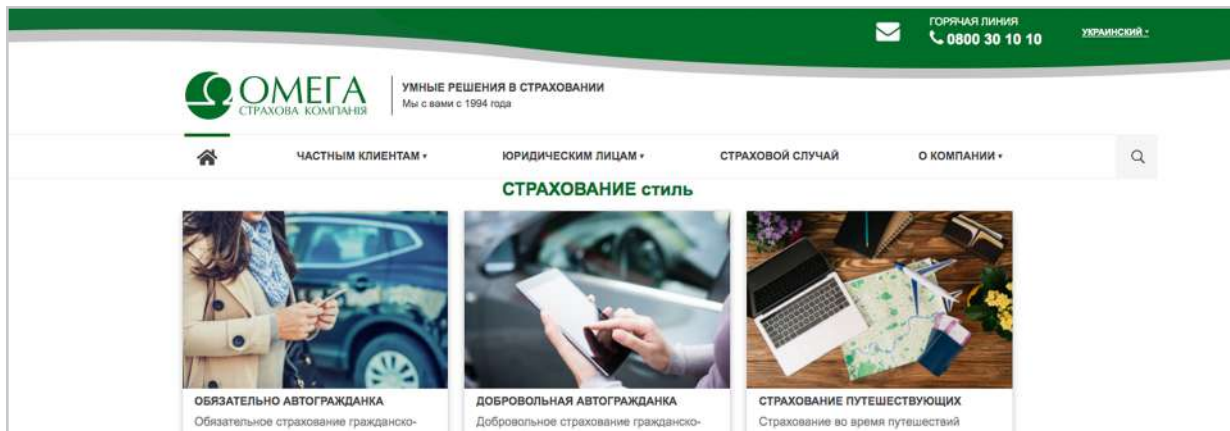 ГОРЯЧАЯ ЛИНИЯ
0800 30 10 10
УКРАИНСКИЙ
ОМЕГА
СТРАХОВА КОМПАНІЯ
УМНЫЕ РЕШЕНИЯ В СТРАХОВАНИИ
Мы с вами с 1994 года
ЧАСТНЫМ КЛИЕНТАМ
ЮРИДИЧЕСКИМ ЛИЦАМ
СТРАХОВОЙ СЛУЧАЙ
О КОМПАНИИ
СТРАХОВАНИЕ стиль
ОБЯЗАТЕЛЬНО АВТОГРАЖДАНКА
Обязательное страхование гражданско-
ДОБРОВОЛЬНАЯ АВТОГРАЖДАНКА
Добровольное страхование гражданско-
СТРАХОВАНИЕ ПУТЕШЕСТВУЮЩИХ
Страхование во время путешествий